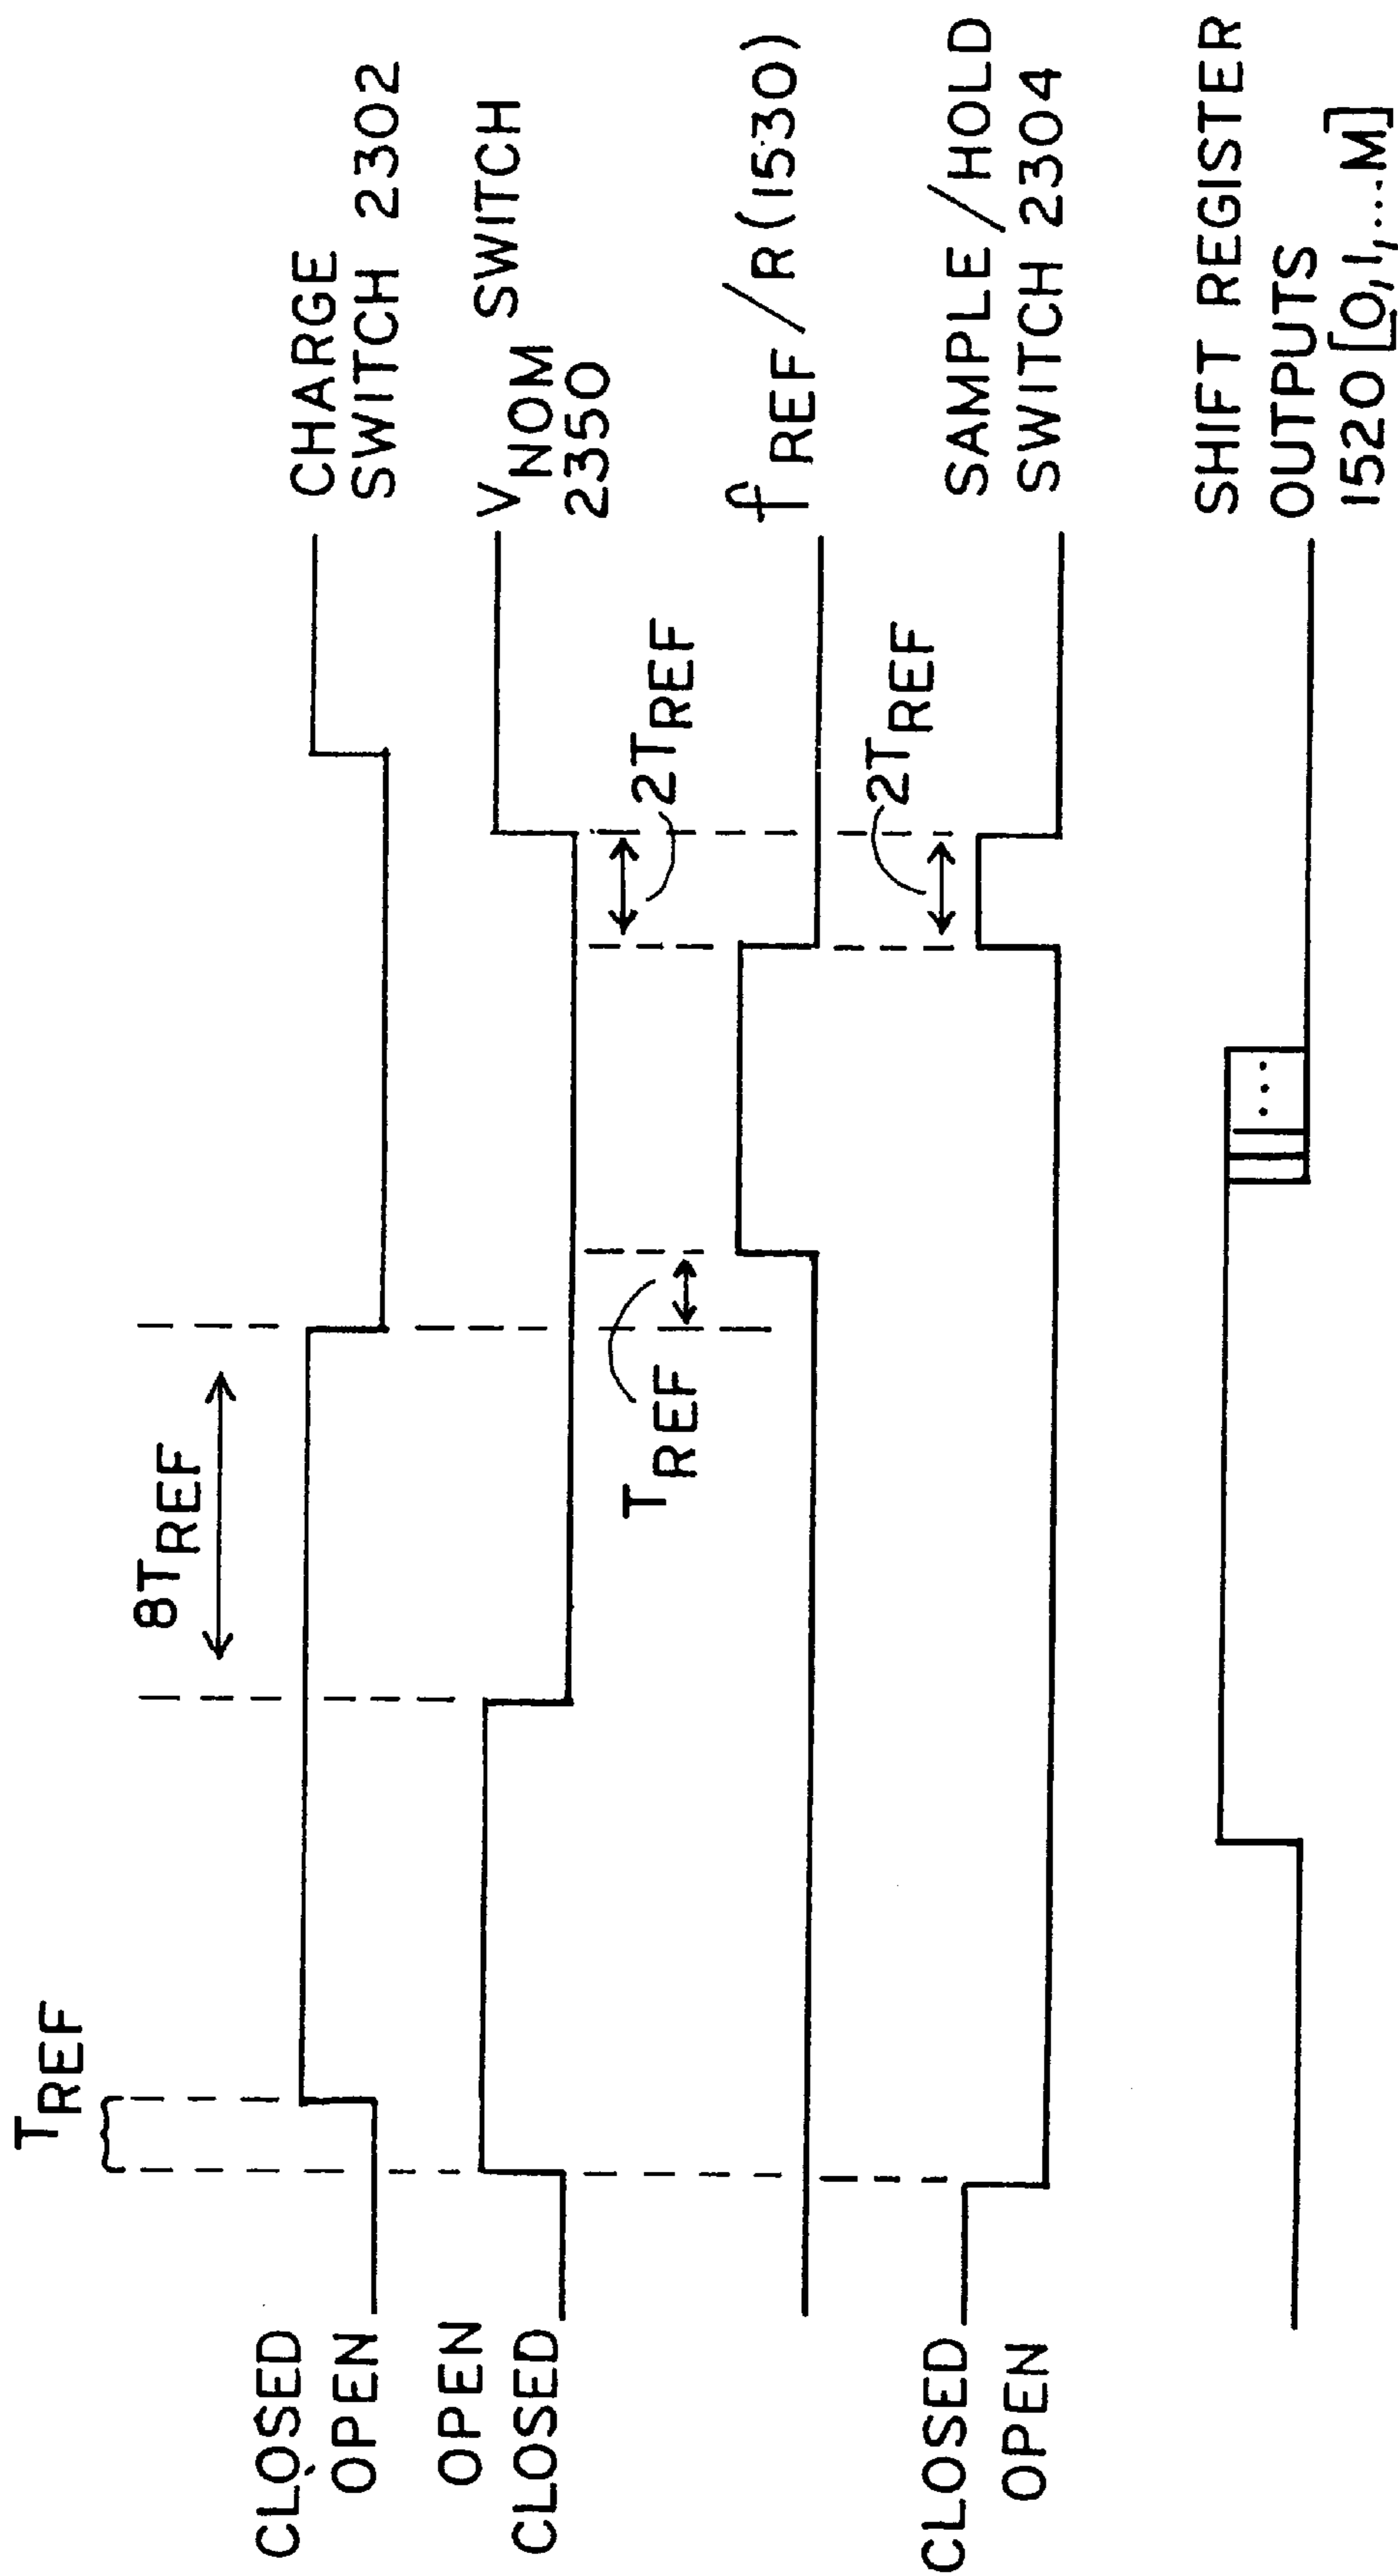 T REF
8T REF
CLOSED
OPEN
CHARGE
SWITCH 2302
OPEN
CLOSED
V NOM SWITCH
2350
T REF
2T REF
f REF / R (1530)
2T REF
CLOSED
OPEN
SAMPLE / HOLD
SWITCH 2304
...
SHIFT REGISTER
OUTPUTS
1520 [0, 1, ... M]